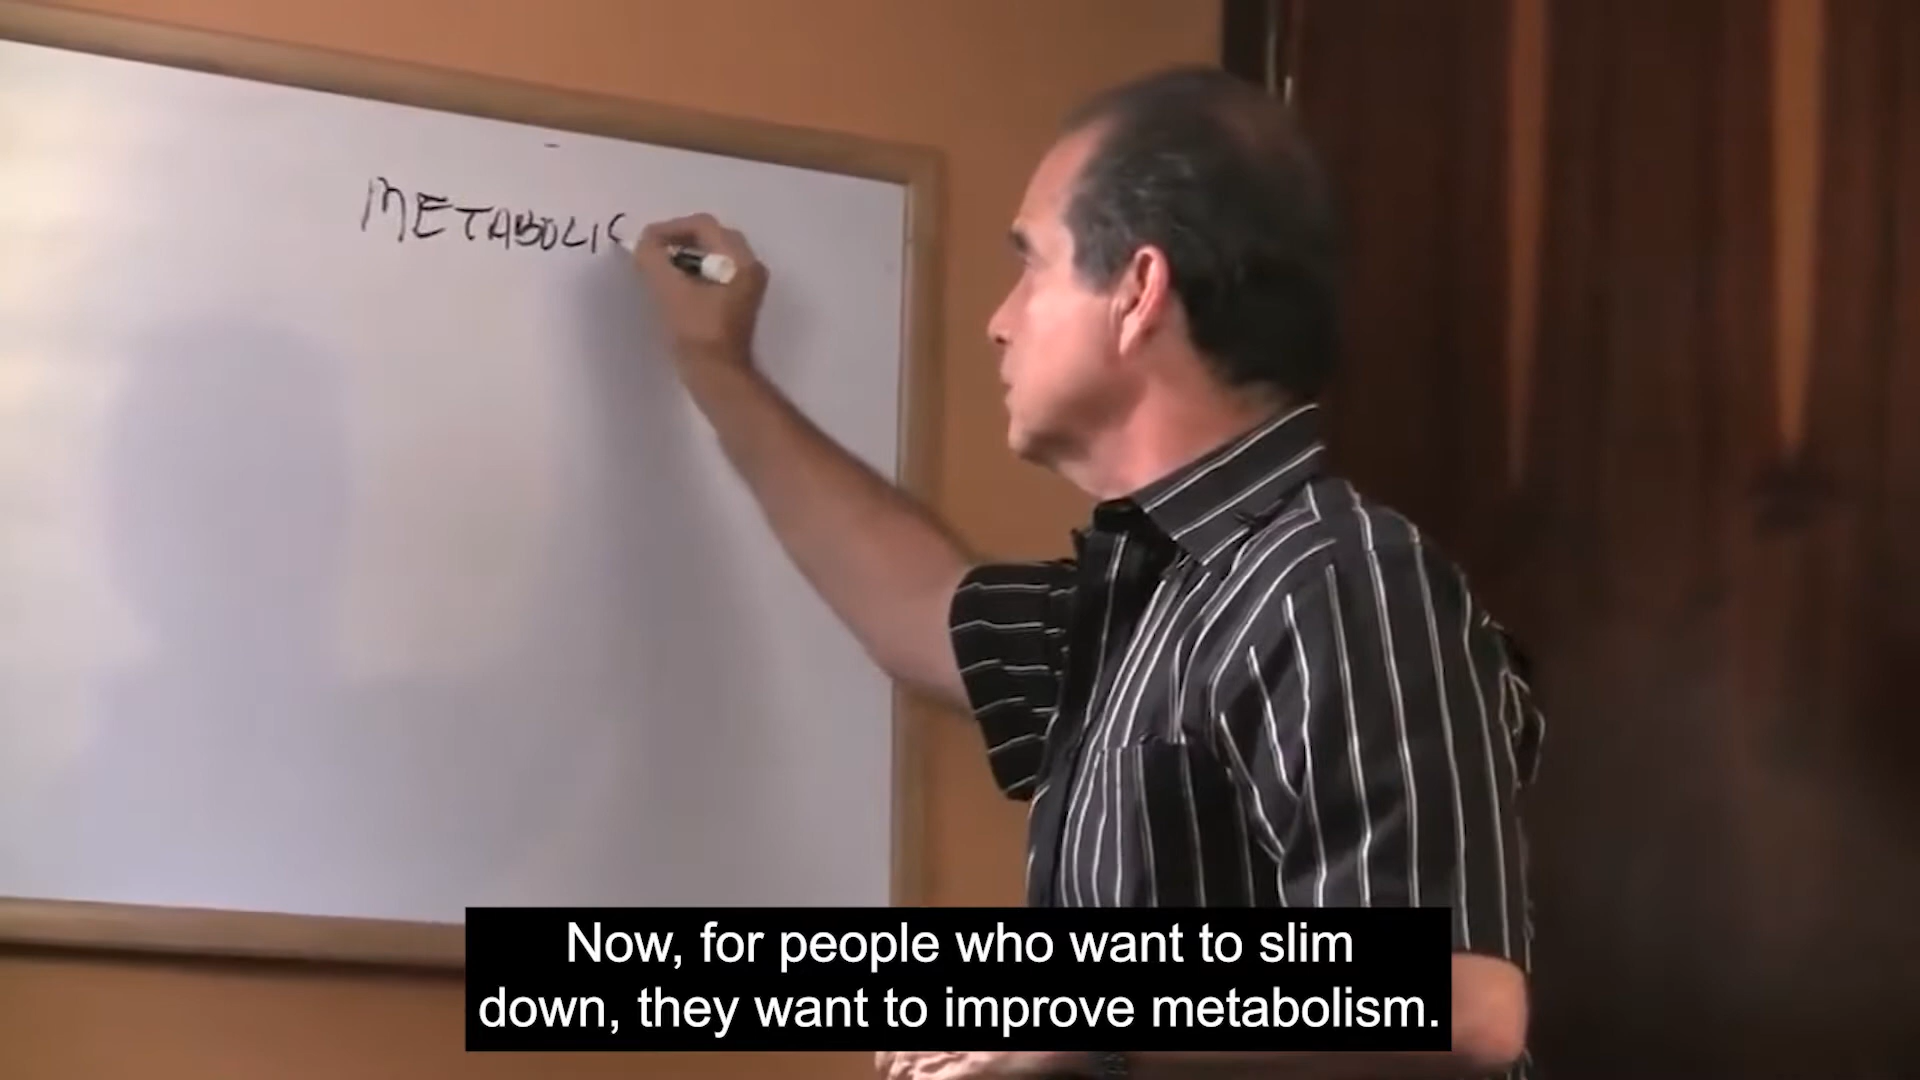 METABOLIS
Now, for people who want to slim
down, they want to improve metabolism.